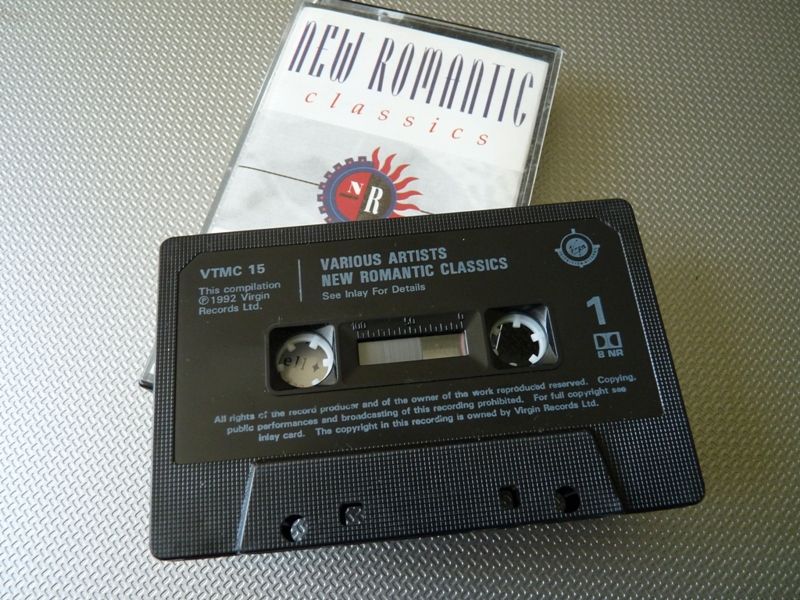 NEW ROMANTIC
classics
N R
VTMC 15
This compilation
℗1992 Virgin
Records Ltd.
VARIOUS ARTISTS
NEW ROMANTIC CLASSICS
See Inlay For Details
1
B NR
100 50 0
All rights of the record producer and of the owner of the work reproduced reserved. Copying,
public performances and broadcasting of this recording prohibited. For full copyright see
inlay card. The copyright in this recording is owned by Virgin Records Ltd.